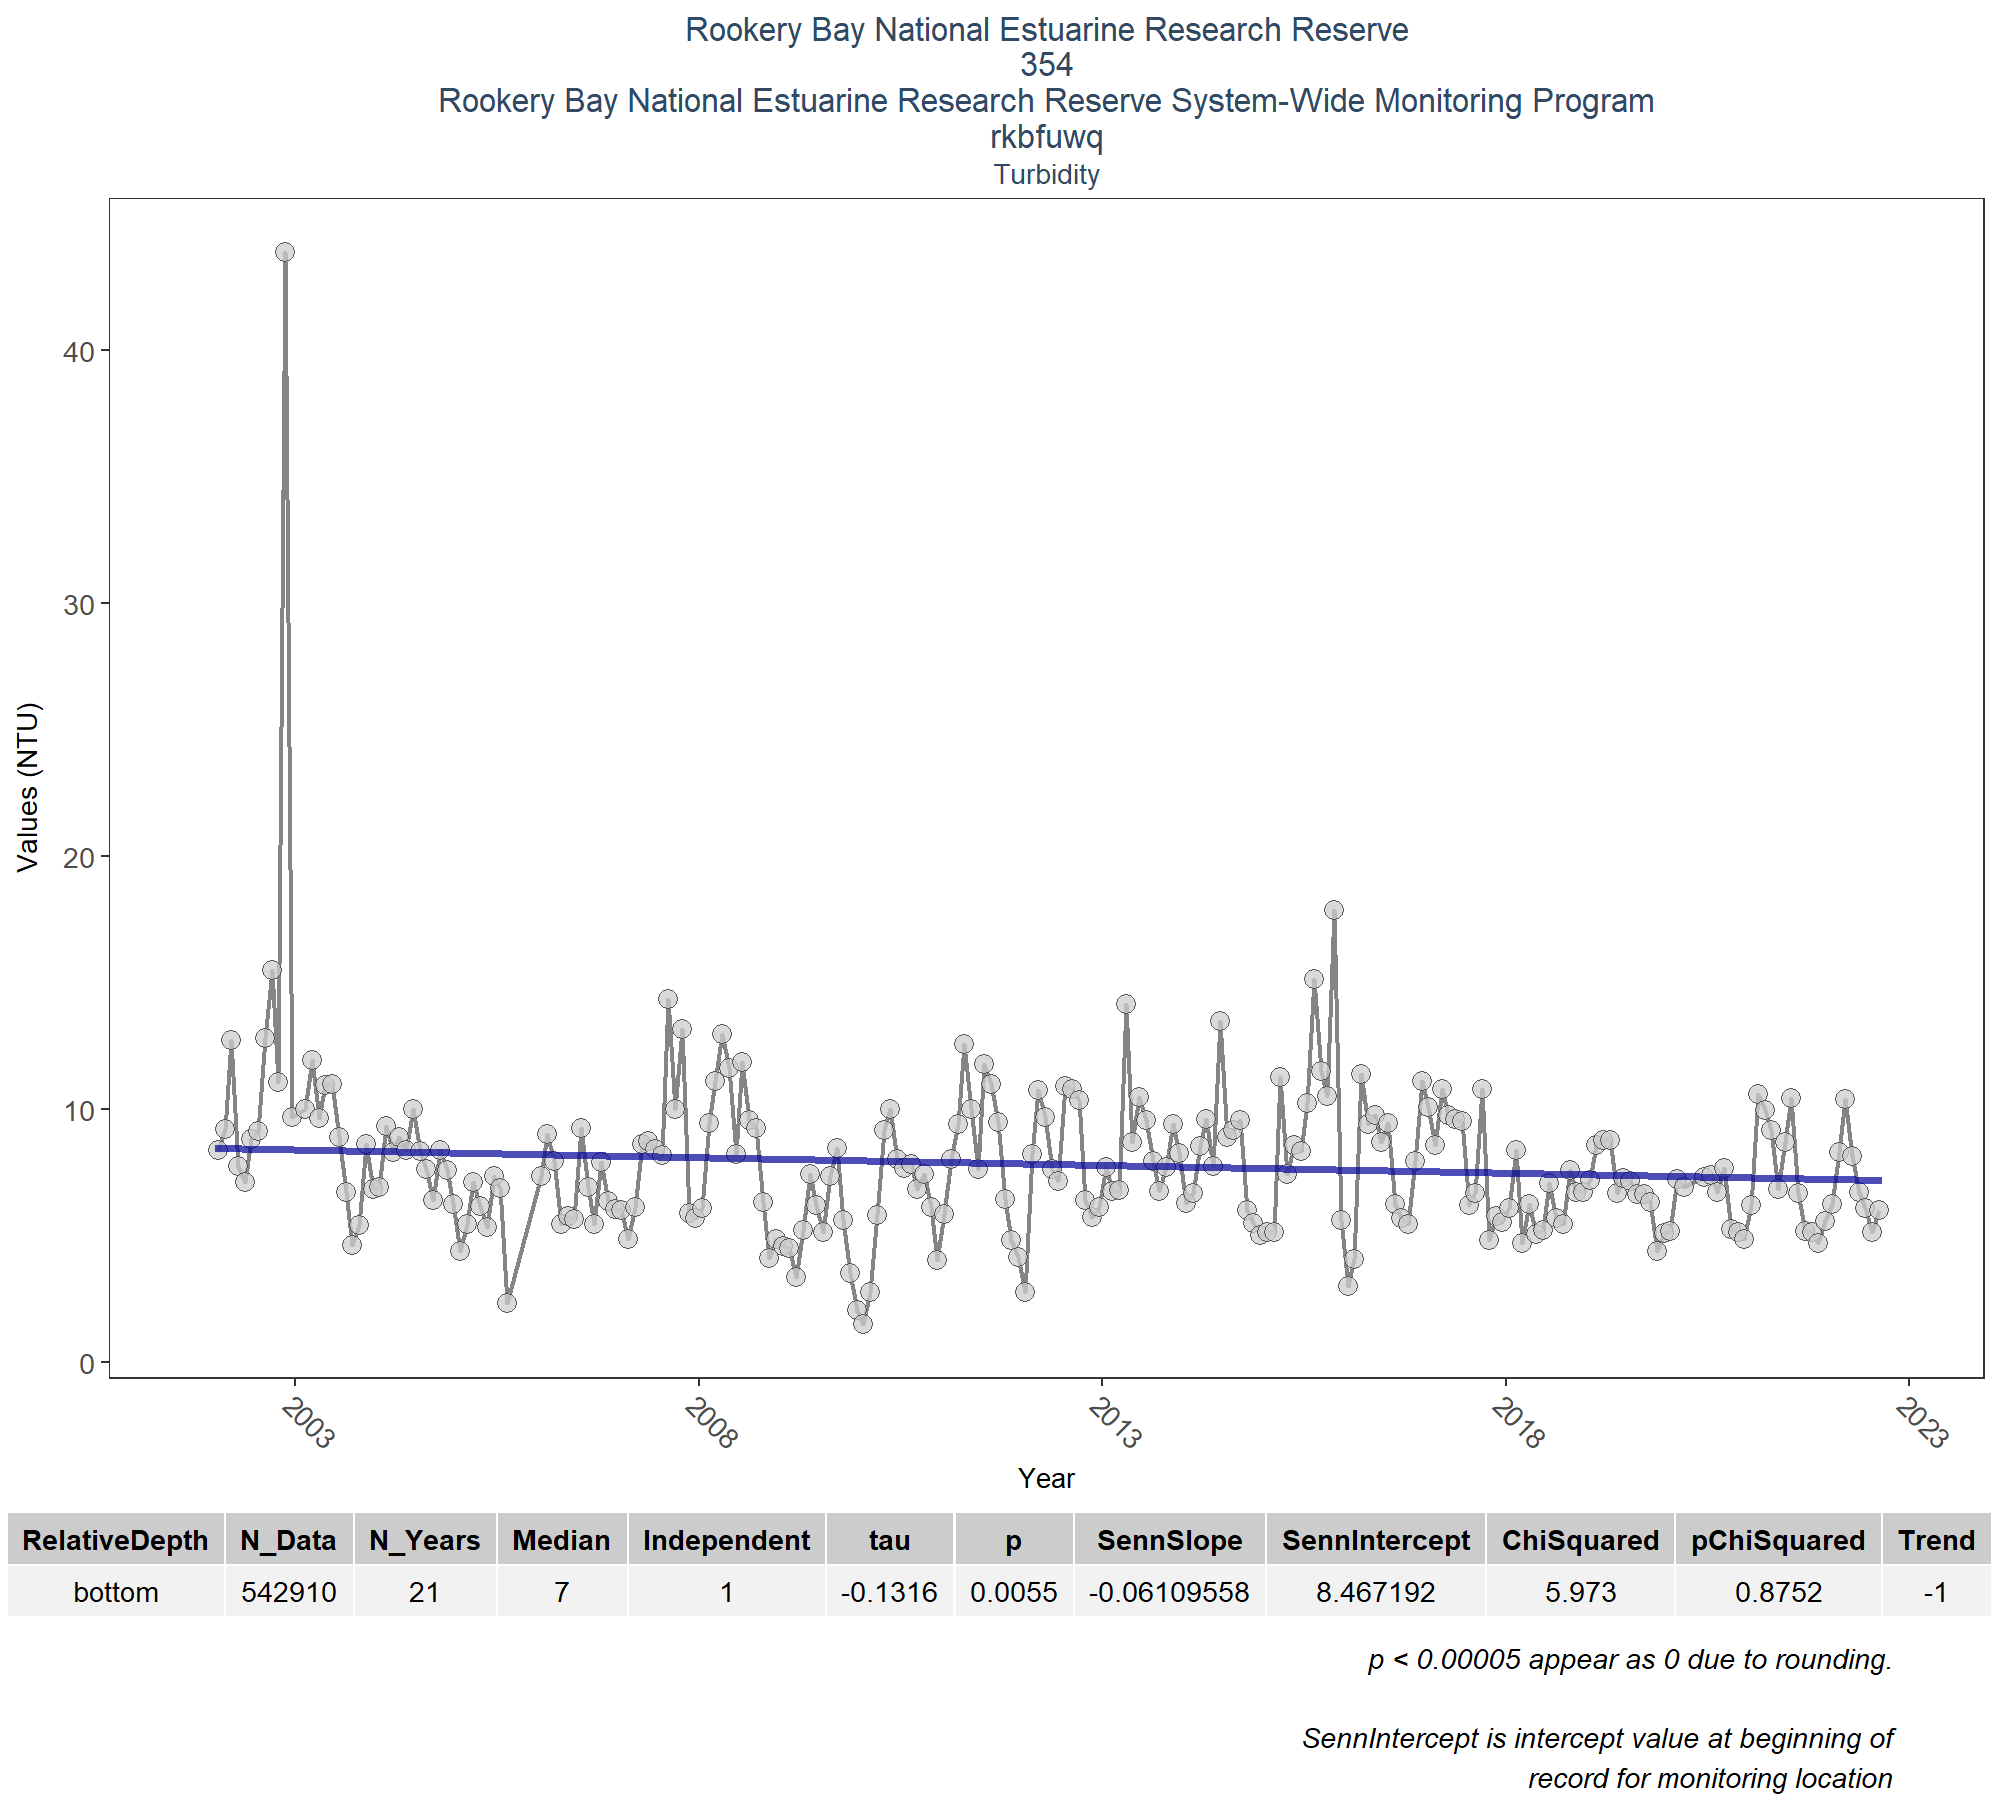 Rookery Bay National Estuarine Research Reserve
354
Rookery Bay National Estuarine Research Reserve System-Wide Monitoring Program
rkbfuwq
Turbidity
Values (NTU)
40
30
20
10
0
2003 2008 2013 2018 2023
Year
RelativeDepth N_Data N_Years Median Independent tau p SennSlope SennIntercept ChiSquared pChiSquared Trend
bottom 542910 21 7 1 -0.1316 0.0055 -0.06109558 8.467192 5.973 0.8752 -1
p < 0.00005 appear as 0 due to rounding.
SennIntercept is intercept value at beginning of
record for monitoring location